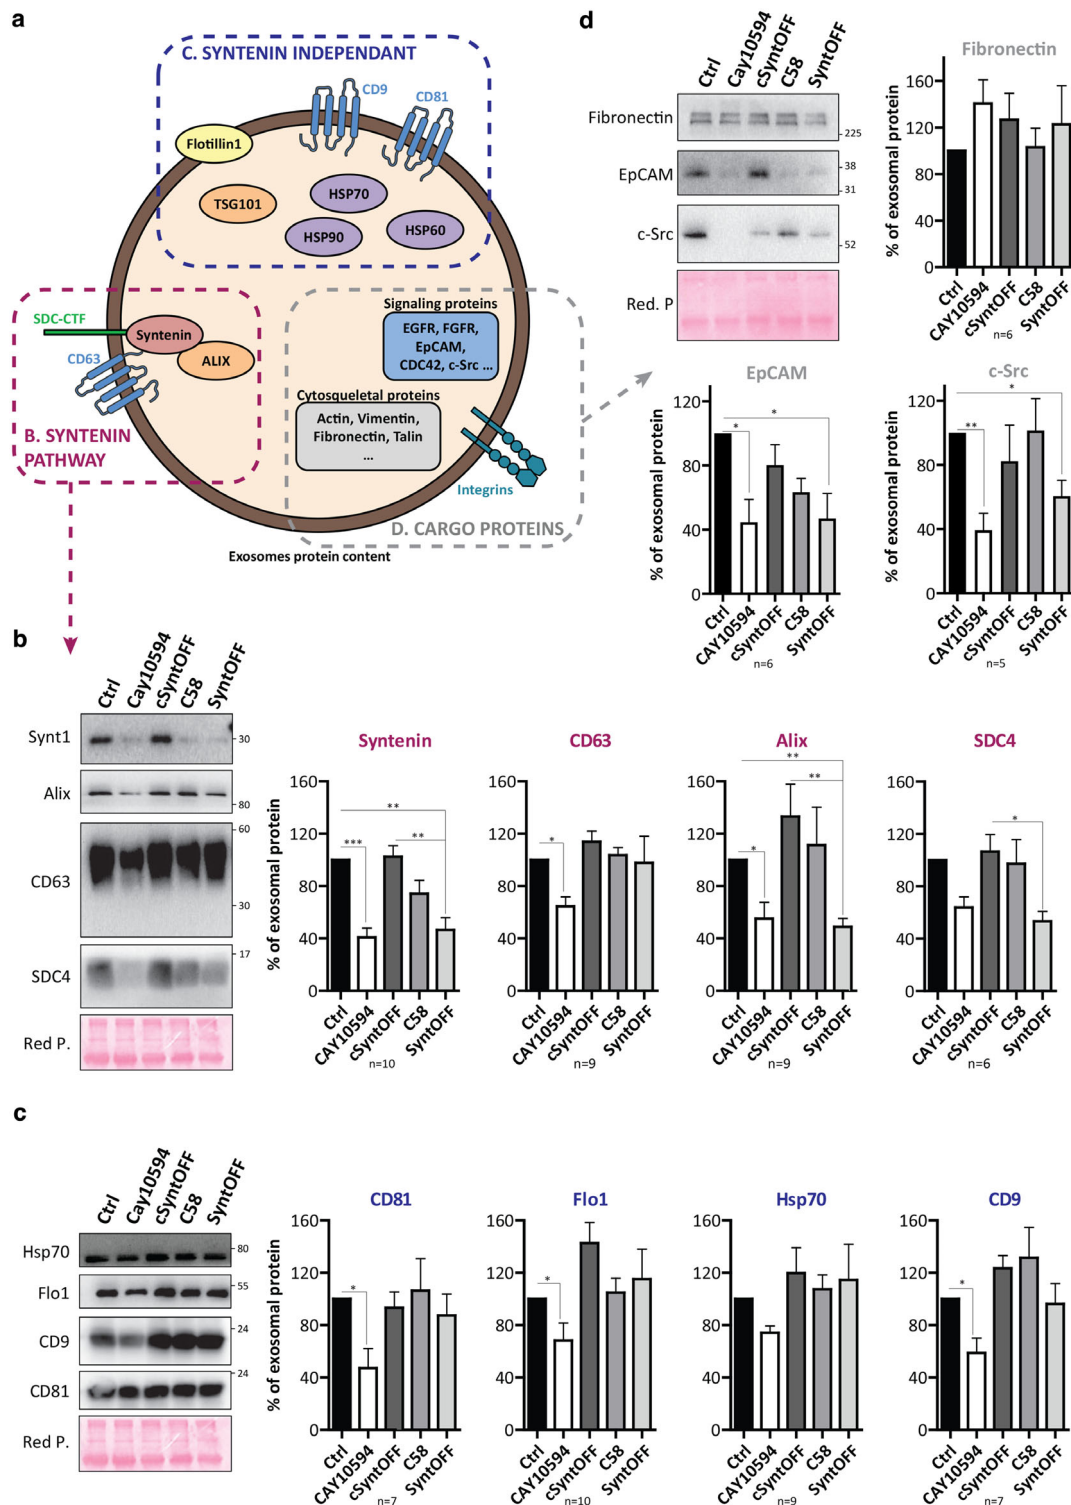 a
C. SYNTENIN INDEPENDANT
CD9
CD81
Flotillin1
TSG101
HSP70
HSP90
HSP60
SDC-CTF
Syntenin
CD63
ALIX
B. SYNTENIN
PATHWAY
Signaling proteins
EGFR, FGFR,
EpCAM,
CDC42, c-Src ...
Cytosqueletal proteins
Actin, Vimentin,
Fibronectin, Talin
...
Integrins
D. CARGO PROTEINS
Exosomes protein content
d
Ctrl
Cay10594
cSyntOFF
C58
SyntOFF
Fibronectin
225
EpCAM
38
31
c-Src
52
Red. P
Fibronectin
% of exosomal protein
160
120
80
40
0
Ctrl
CAY10594
cSyntOFF
C58
SyntOFF
n=6
EpCAM
% of exosomal protein
120
80
40
0
*
*
Ctrl
CAY10594
cSyntOFF
C58
SyntOFF
n=6
c-Src
% of exosomal protein
120
80
40
0
*
**
Ctrl
CAY10594
cSyntOFF
C58
SyntOFF
n=5
b
Ctrl
Cay10594
cSyntOFF
C58
SyntOFF
Synt1
30
Alix
80
CD63
60
30
SDC4
17
Red P.
Syntenin
% of exosomal protein
160
120
80
40
0
**
**
***
Ctrl
CAY10594
cSyntOFF
C58
SyntOFF
n=10
CD63
160
120
80
40
0
*
Ctrl
CAY10594
cSyntOFF
C58
SyntOFF
n=9
Alix
160
120
80
40
0
**
**
*
Ctrl
CAY10594
cSyntOFF
C58
SyntOFF
n=9
SDC4
160
120
80
40
0
*
Ctrl
CAY10594
cSyntOFF
C58
SyntOFF
n=6
c
Ctrl
Cay10594
cSyntOFF
C58
SyntOFF
Hsp70
80
Flo1
55
CD9
24
CD81
24
Red P.
CD81
% of exosomal protein
160
120
80
40
0
*
Ctrl
CAY10594
cSyntOFF
C58
SyntOFF
n=7
Flo1
160
120
80
40
0
*
Ctrl
CAY10594
cSyntOFF
C58
SyntOFF
n=10
Hsp70
160
120
80
40
0
Ctrl
CAY10594
cSyntOFF
C58
SyntOFF
n=9
CD9
160
120
80
40
0
*
Ctrl
CAY10594
cSyntOFF
C58
SyntOFF
n=7